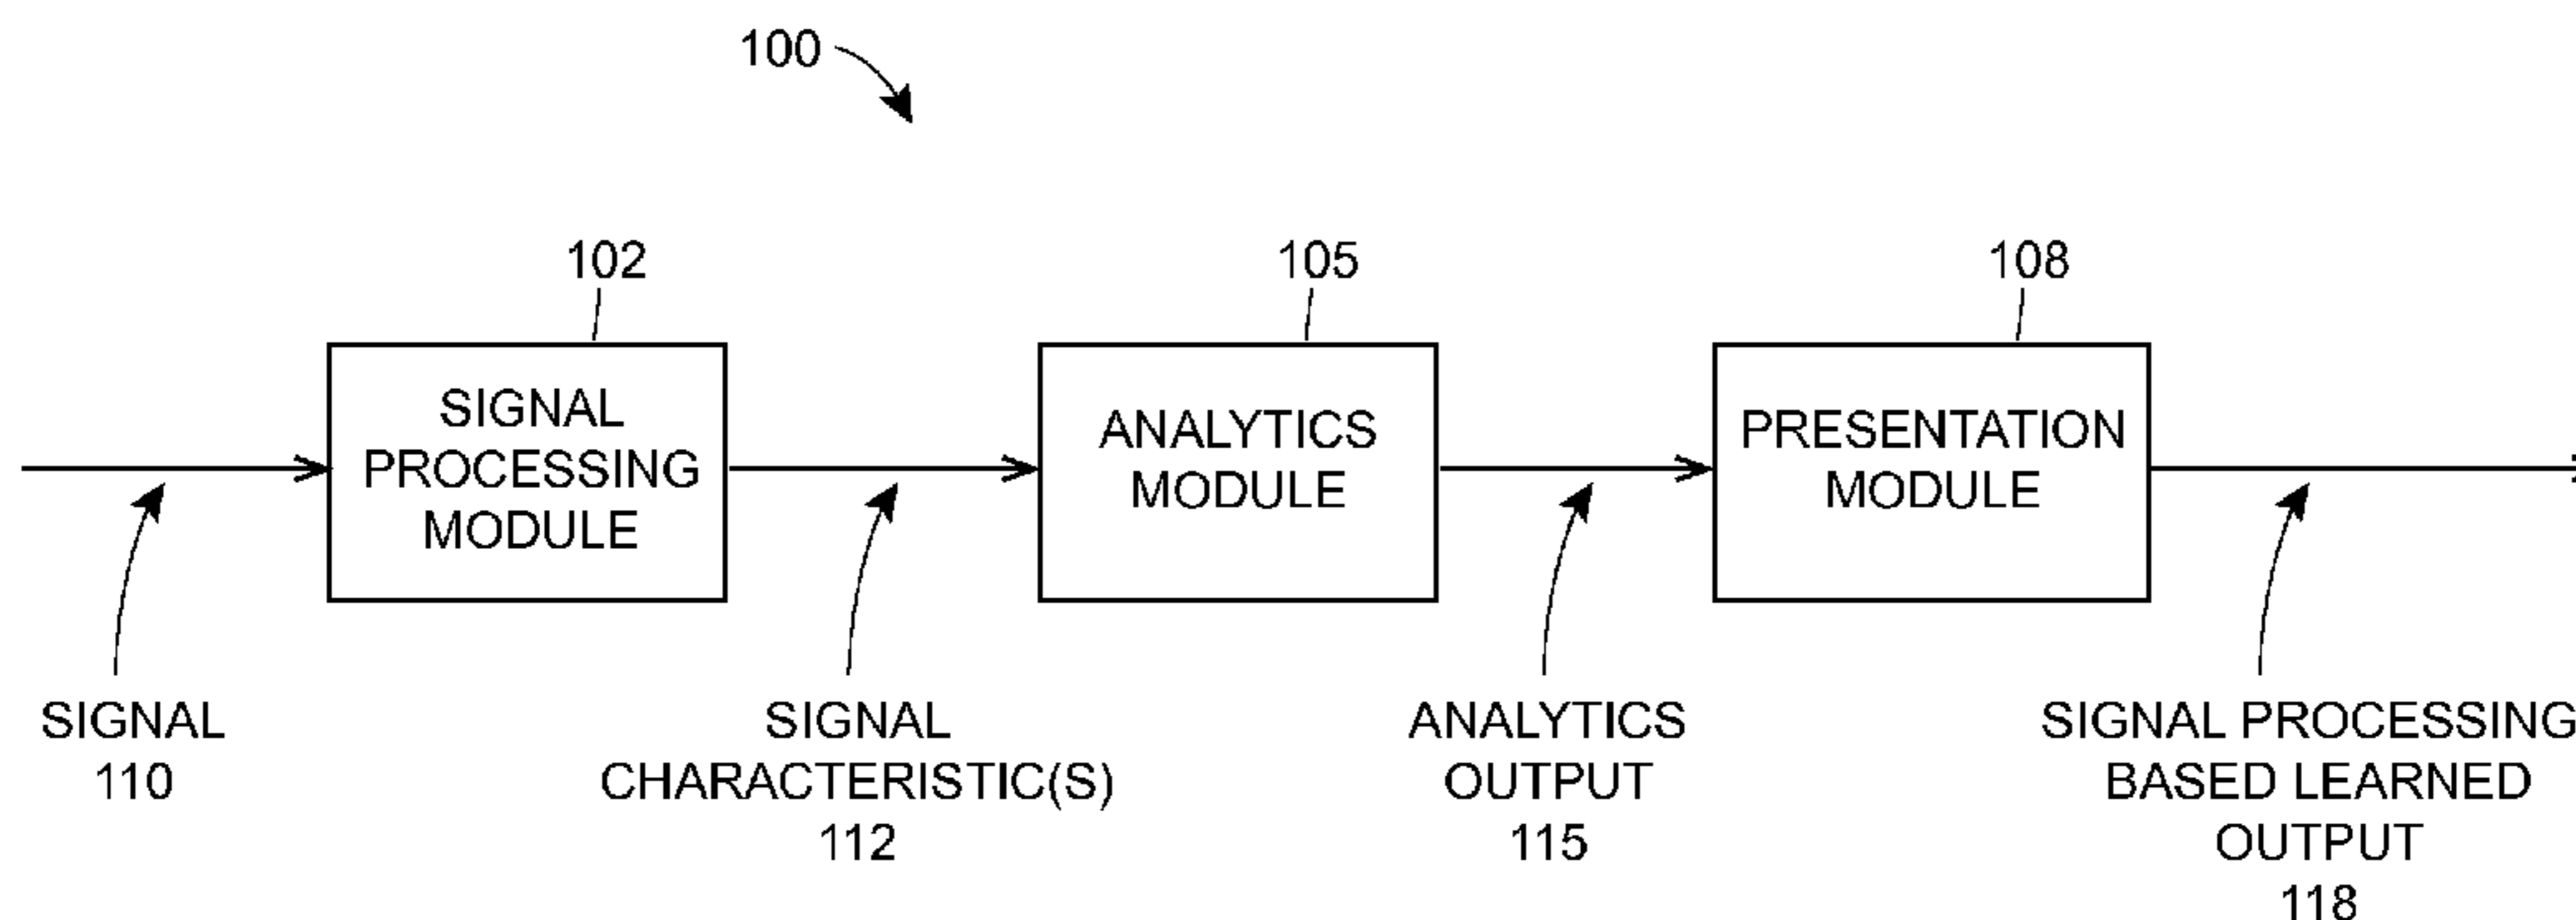 100
102
105
108
SIGNAL
PROCESSING
MODULE
ANALYTICS
MODULE
PRESENTATION
MODULE
SIGNAL
110
SIGNAL
CHARACTERISTIC(S)
112
ANALYTICS
OUTPUT
115
SIGNAL PROCESSING
BASED LEARNED
OUTPUT
118